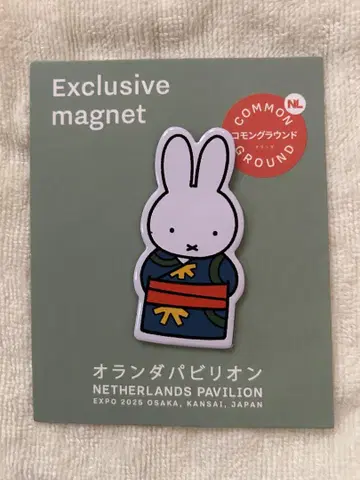 Exclusive
magnet
NL
COMMON
コモングラウンド
GROUND
オランダパビリオン
NETHERLANDS PAVILION
EXPO 2025 OSAKA, KANSAI, JAPAN